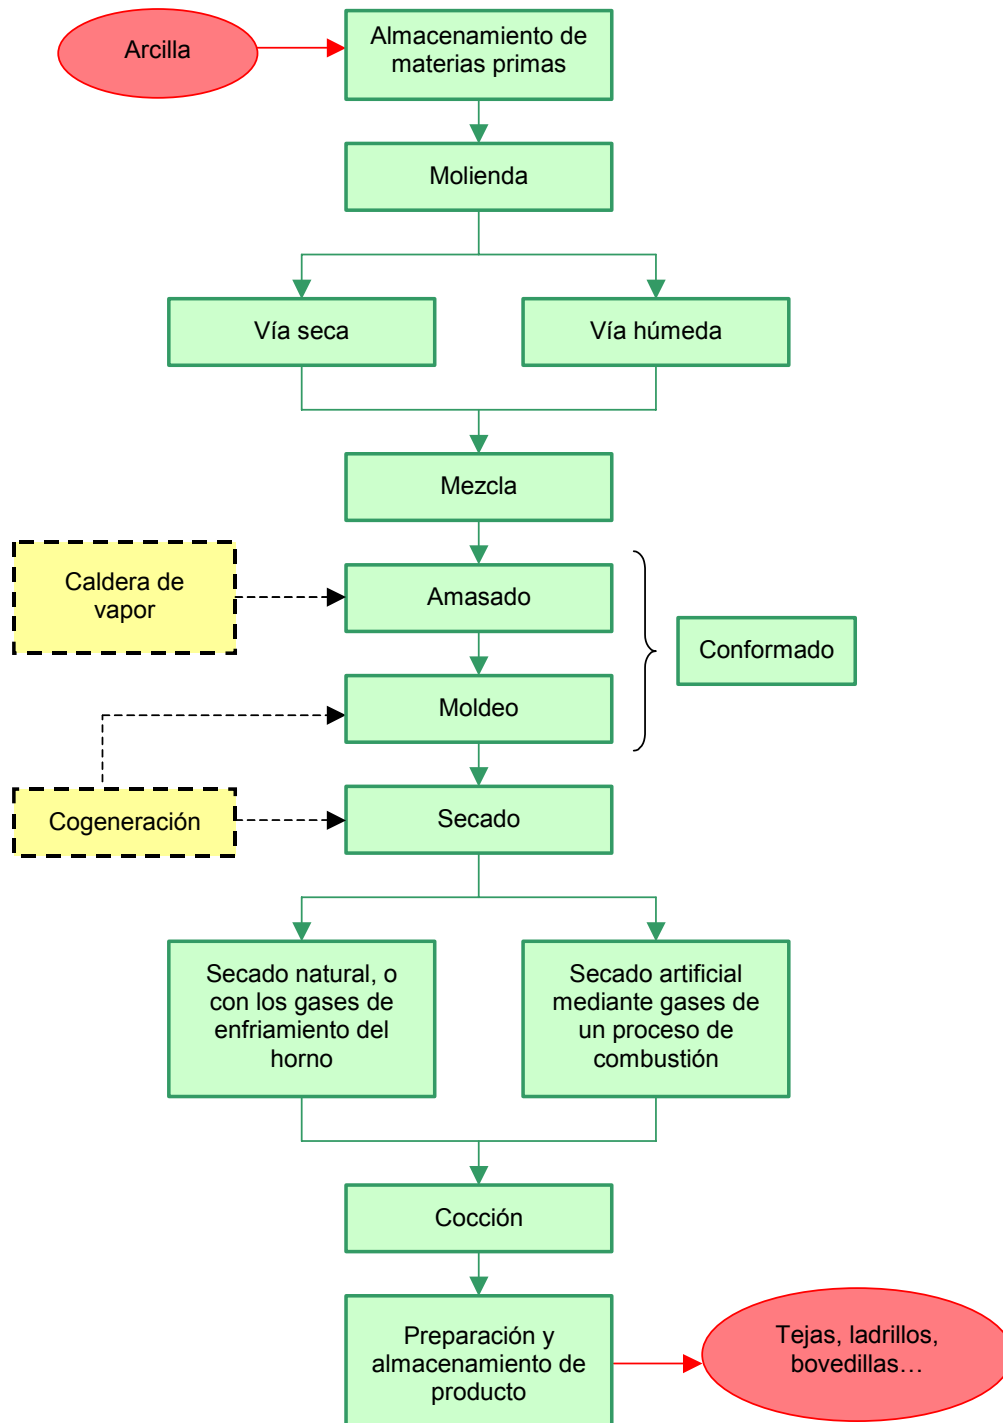 Arcilla
Almacenamiento de
materias primas
Molienda
Vía seca
Vía húmeda
Mezcla
Caldera de
vapor
Amasado
Conformado
Moldeo
Cogeneración
Secado
Secado natural, o
con los gases de
enfriamiento del
horno
Secado artificial
mediante gases de
un proceso de
combustión
Cocción
Preparación y
almacenamiento de
producto
Tejas, ladrillos,
bovedillas…